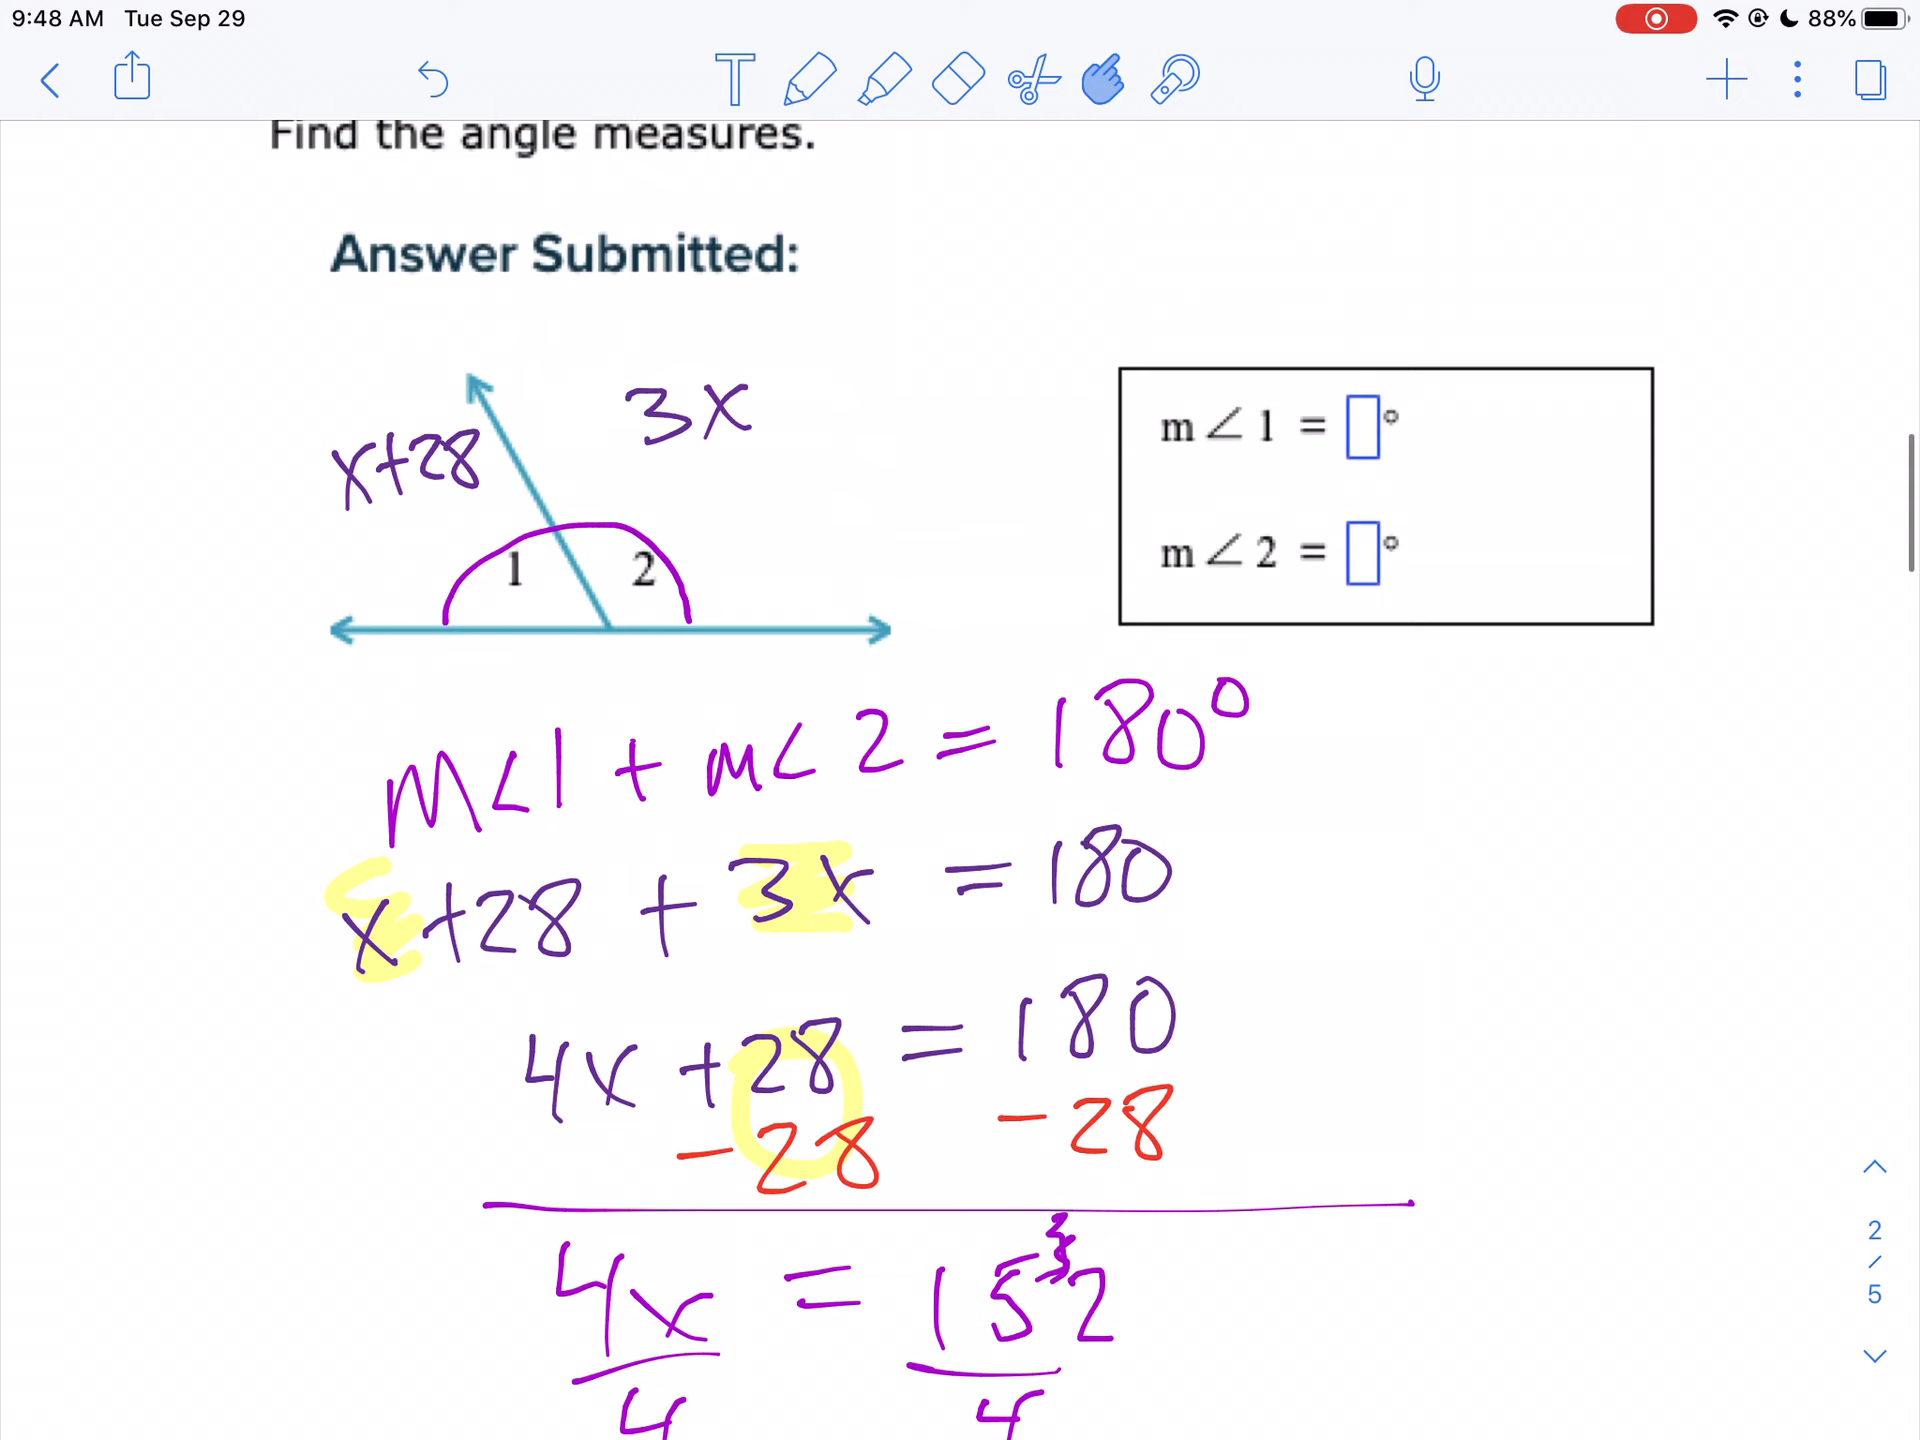 9:48 AM Tue Sep 29
88%
Find the angle measures.
Answer Submitted:
x+28
3x
1
2
m∠1 = °
m∠2 = °
m<1 + m<2 = 180°
x+28 + 3x = 180
4x +28 = 180
-28 -28
4x = 152
4 4
2
/
5